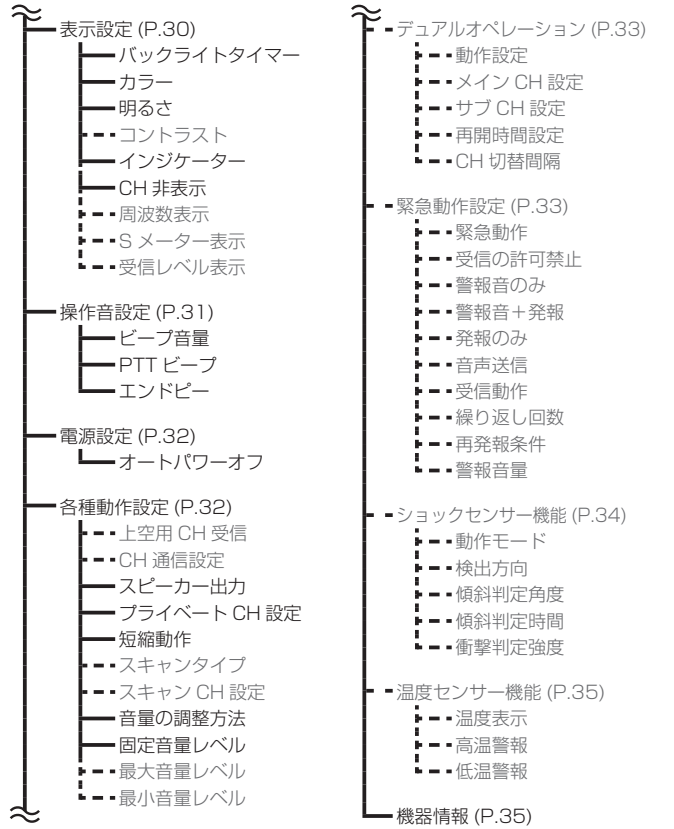 表示設定 (P.30)
バックライトタイマー
カラー
明るさ
コントラスト
インジケーター
CH 非表示
周波数表示
S メーター表示
受信レベル表示
操作音設定 (P.31)
ビープ音量
PTT ビープ
エンドピー
電源設定 (P.32)
オートパワーオフ
各種動作設定 (P.32)
上空用 CH 受信
CH 通信設定
スピーカー出力
プライベート CH 設定
短縮動作
スキャンタイプ
スキャン CH 設定
音量の調整方法
固定音量レベル
最大音量レベル
最小音量レベル
デュアルオペレーション (P.33)
動作設定
メイン CH 設定
サブ CH 設定
再開時間設定
CH 切替間隔
緊急動作設定 (P.33)
緊急動作
受信の許可禁止
警報音のみ
警報音＋発報
発報のみ
音声送信
受信動作
繰り返し回数
再発報条件
警報音量
ショックセンサー機能 (P.34)
動作モード
検出方向
傾斜判定角度
傾斜判定時間
衝撃判定強度
温度センサー機能 (P.35)
温度表示
高温警報
低温警報
機器情報 (P.35)